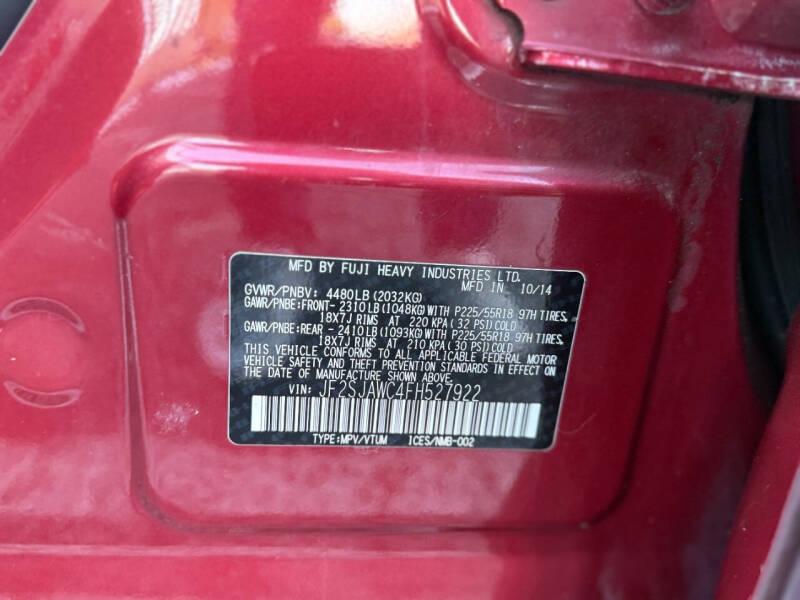 MFD BY FUJI HEAVY INDUSTRIES LTD.
MFD IN 10/14
GVWR/PNBV: 4480LB (2032KG)
GAWR/PNBE:FRONT- 2310LB (1048KG) WITH P225/55R18 97H TIRES,
18X7J RIMS AT 220 KPA (32 PSI) COLD
GAWR/PNBE:REAR - 2410LB (1093KG) WITH P225/55R18 97H TIRES,
18X7J RIMS AT 210 KPA (30 PSI) COLD
THIS VEHICLE CONFORMS TO ALL APPLICABLE FEDERAL MOTOR
VEHICLE SAFETY AND THEFT PREVENTION STANDARDS IN EFFECT ON
THE DATE OF MANUFACTURE SHOWN ABOVE.
VIN: JF2SJAWC4FH527922
TYPE:MPV/VTUM ICES/NMB-002